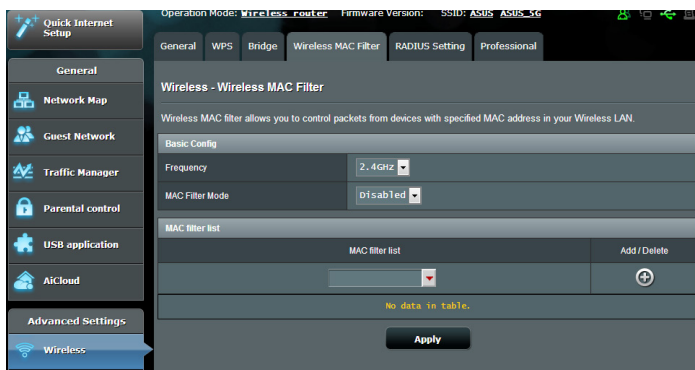 Quick Internet
Setup
Operation Mode: Wireless router Firmware Version: SSID: ASUS ASUS_5G
General WPS Bridge Wireless MAC Filter RADIUS Setting Professional
General
Network Map
Guest Network
Traffic Manager
Parental control
USB application
AiCloud
Advanced Settings
Wireless
Wireless - Wireless MAC Filter
Wireless MAC filter allows you to control packets from devices with specified MAC address in your Wireless LAN.
Basic Config
Frequency 2.4GHz
MAC Filter Mode Disabled
MAC filter list
MAC filter list Add / Delete
No data in table.
Apply